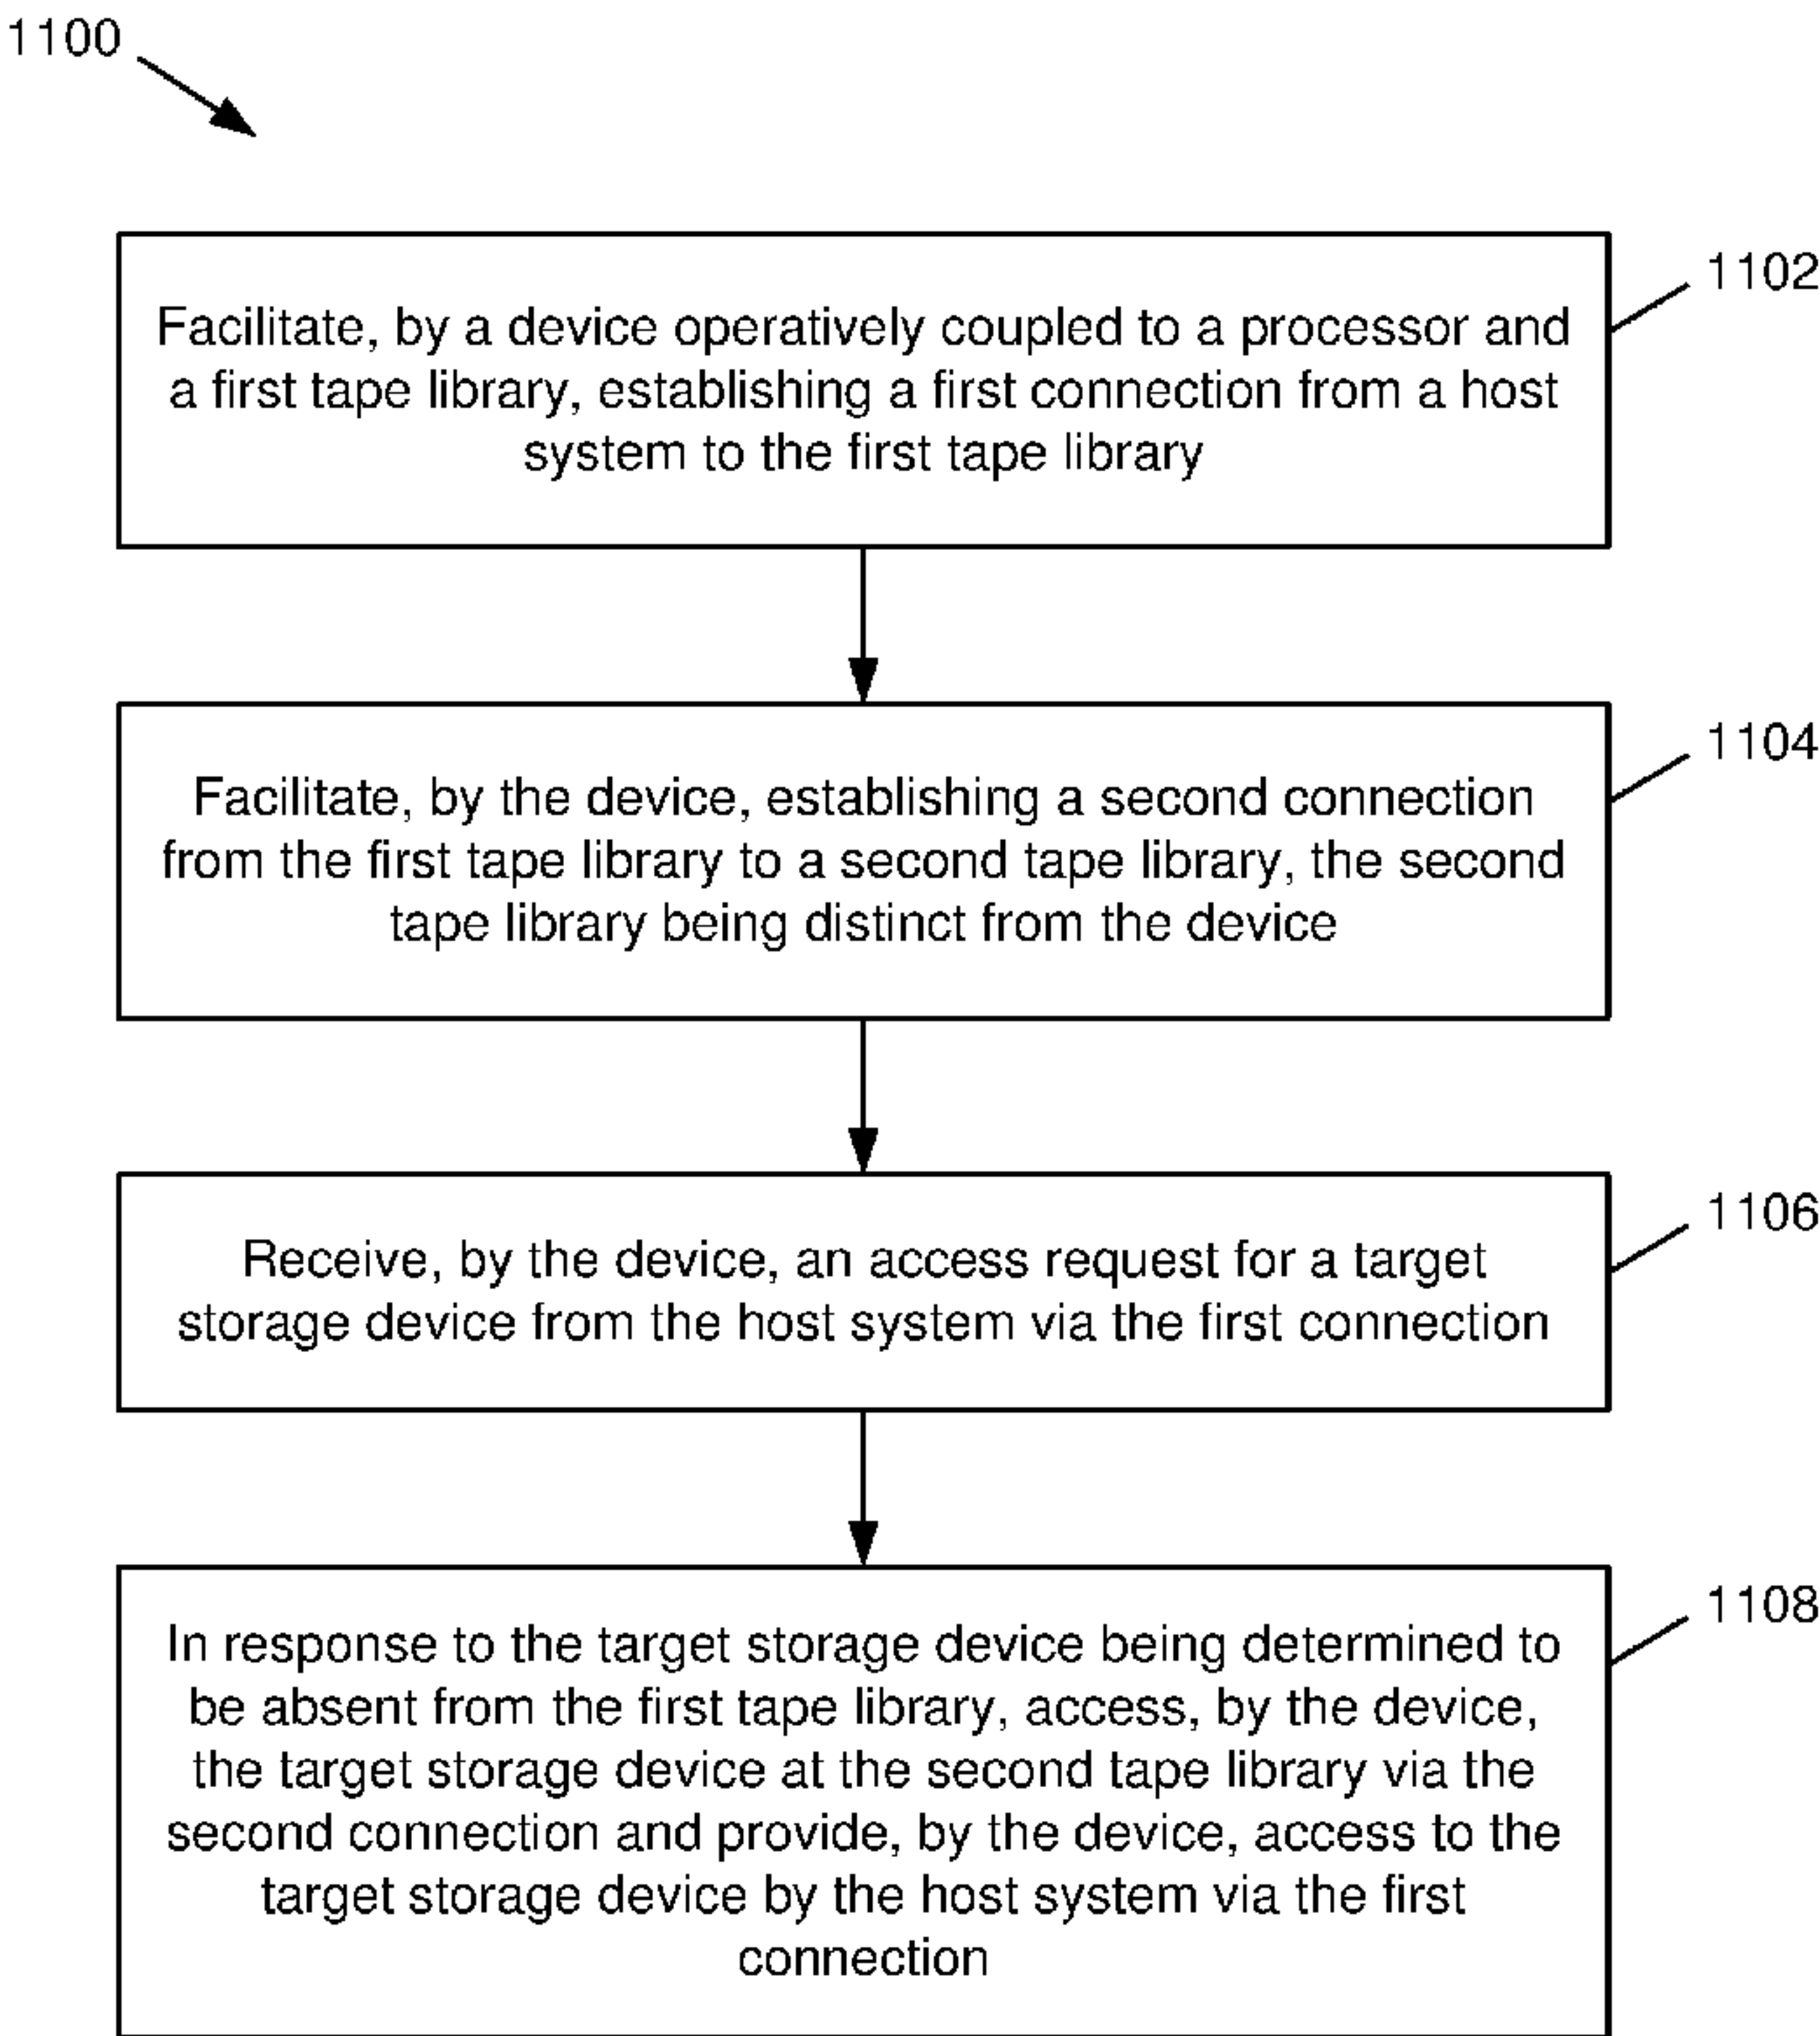 1100
1102
Facilitate, by a device operatively coupled to a processor and
a first tape library, establishing a first connection from a host
system to the first tape library
1104
Facilitate, by the device, establishing a second connection
from the first tape library to a second tape library, the second
tape library being distinct from the device
1106
Receive, by the device, an access request for a target
storage device from the host system via the first connection
1108
In response to the target storage device being determined to
be absent from the first tape library, access, by the device,
the target storage device at the second tape library via the
second connection and provide, by the device, access to the
target storage device by the host system via the first
connection